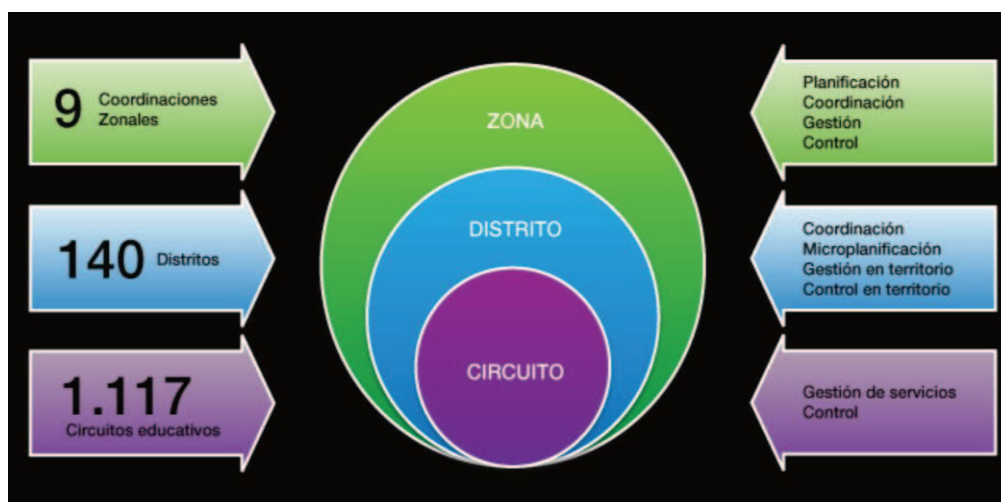 9 Coordinaciones
Zonales
140 Distritos
1.117
Circuitos educativos
ZONA
DISTRITO
CIRCUITO
Planificación
Coordinación
Gestión
Control
Coordinación
Microplanificación
Gestión en territorio
Control en territorio
Gestión de servicios
Control